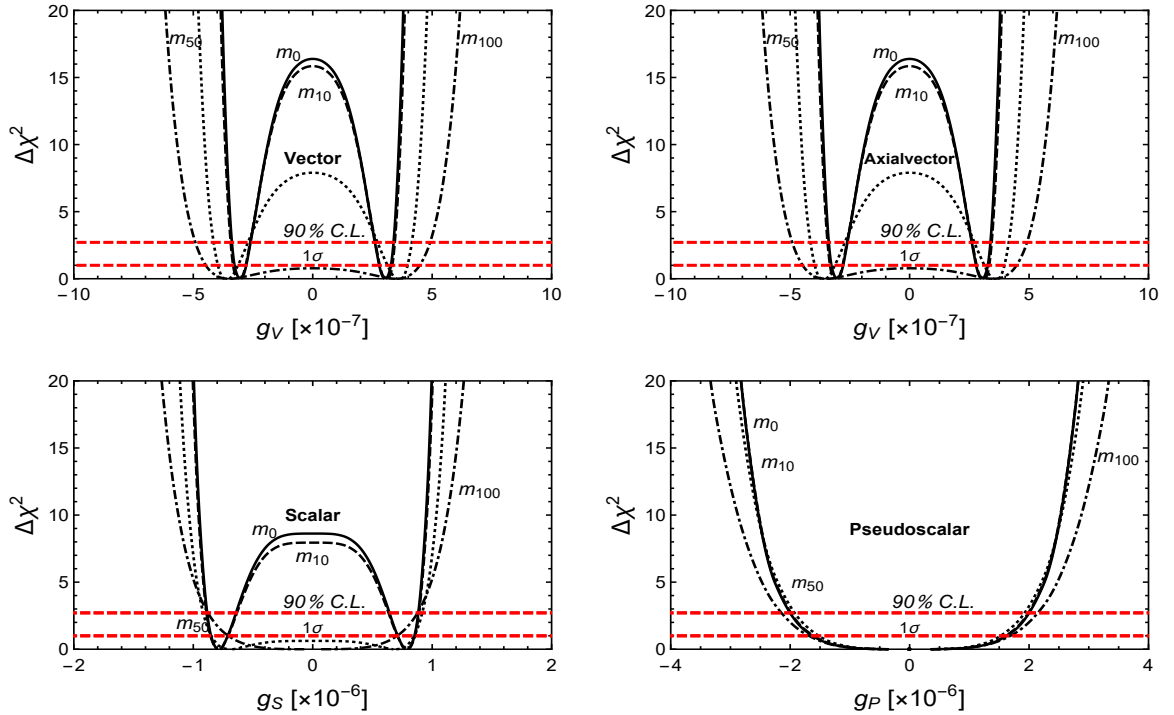 20
15
10
5
0
Δχ²
m₅₀
m₀
m₁₀
m₁₀₀
Vector
90% C.L.
1σ
−10
−5
0
5
10
g_V [×10⁻⁷]
20
15
10
5
0
Δχ²
m₅₀
m₀
m₁₀
m₁₀₀
Axialvector
90% C.L.
1σ
−10
−5
0
5
10
g_V [×10⁻⁷]
20
15
10
5
0
Δχ²
m₁₀₀
Scalar
m₀
m₁₀
90% C.L.
m₅₀
1σ
−2
−1
0
1
2
g_S [×10⁻⁶]
20
15
10
5
0
Δχ²
m₀
m₁₀
m₁₀₀
Pseudoscalar
m₅₀
90% C.L.
1σ
−4
−2
0
2
4
g_P [×10⁻⁶]